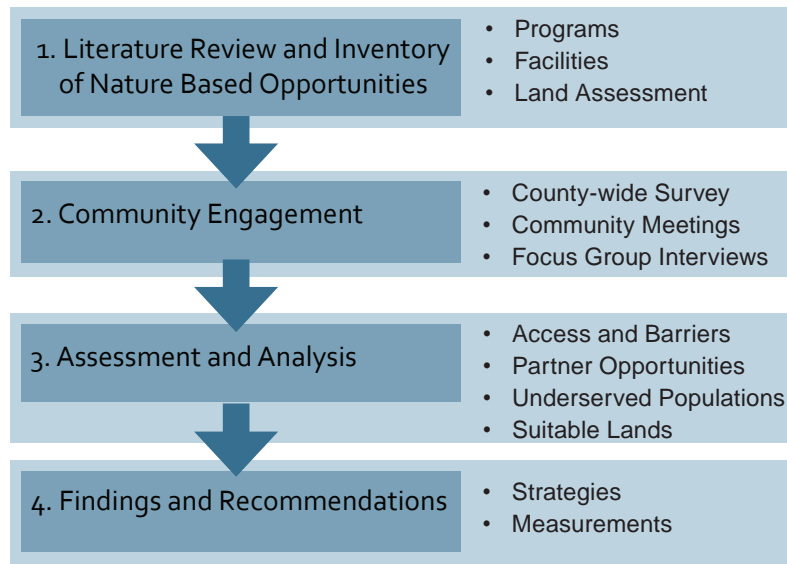 1. Literature Review and Inventory
of Nature Based Opportunities
• Programs
• Facilities
• Land Assessment
2. Community Engagement
• County-wide Survey
• Community Meetings
• Focus Group Interviews
3. Assessment and Analysis
• Access and Barriers
• Partner Opportunities
• Underserved Populations
• Suitable Lands
4. Findings and Recommendations
• Strategies
• Measurements